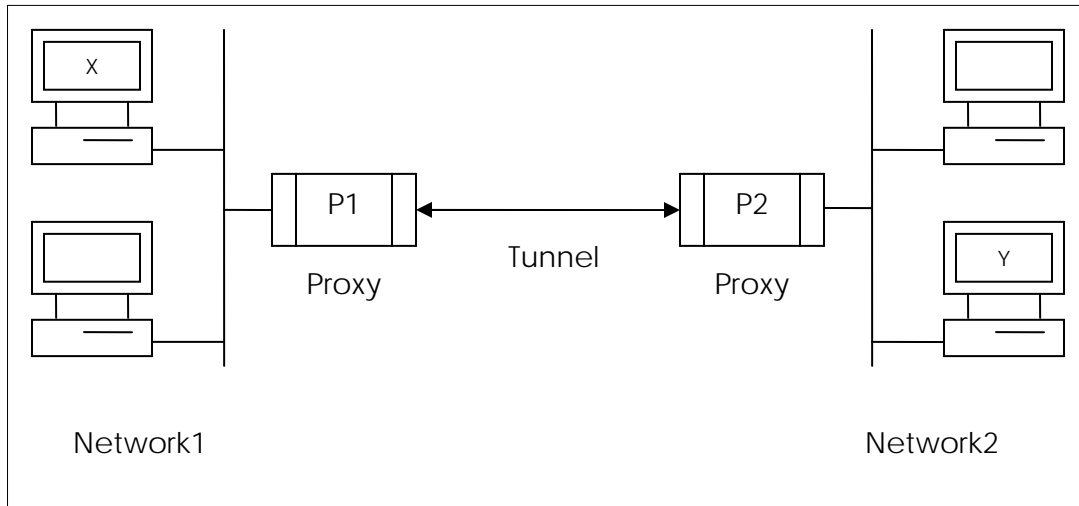 X
P1
P2
Tunnel
Proxy
Proxy
Y
Network1
Network2